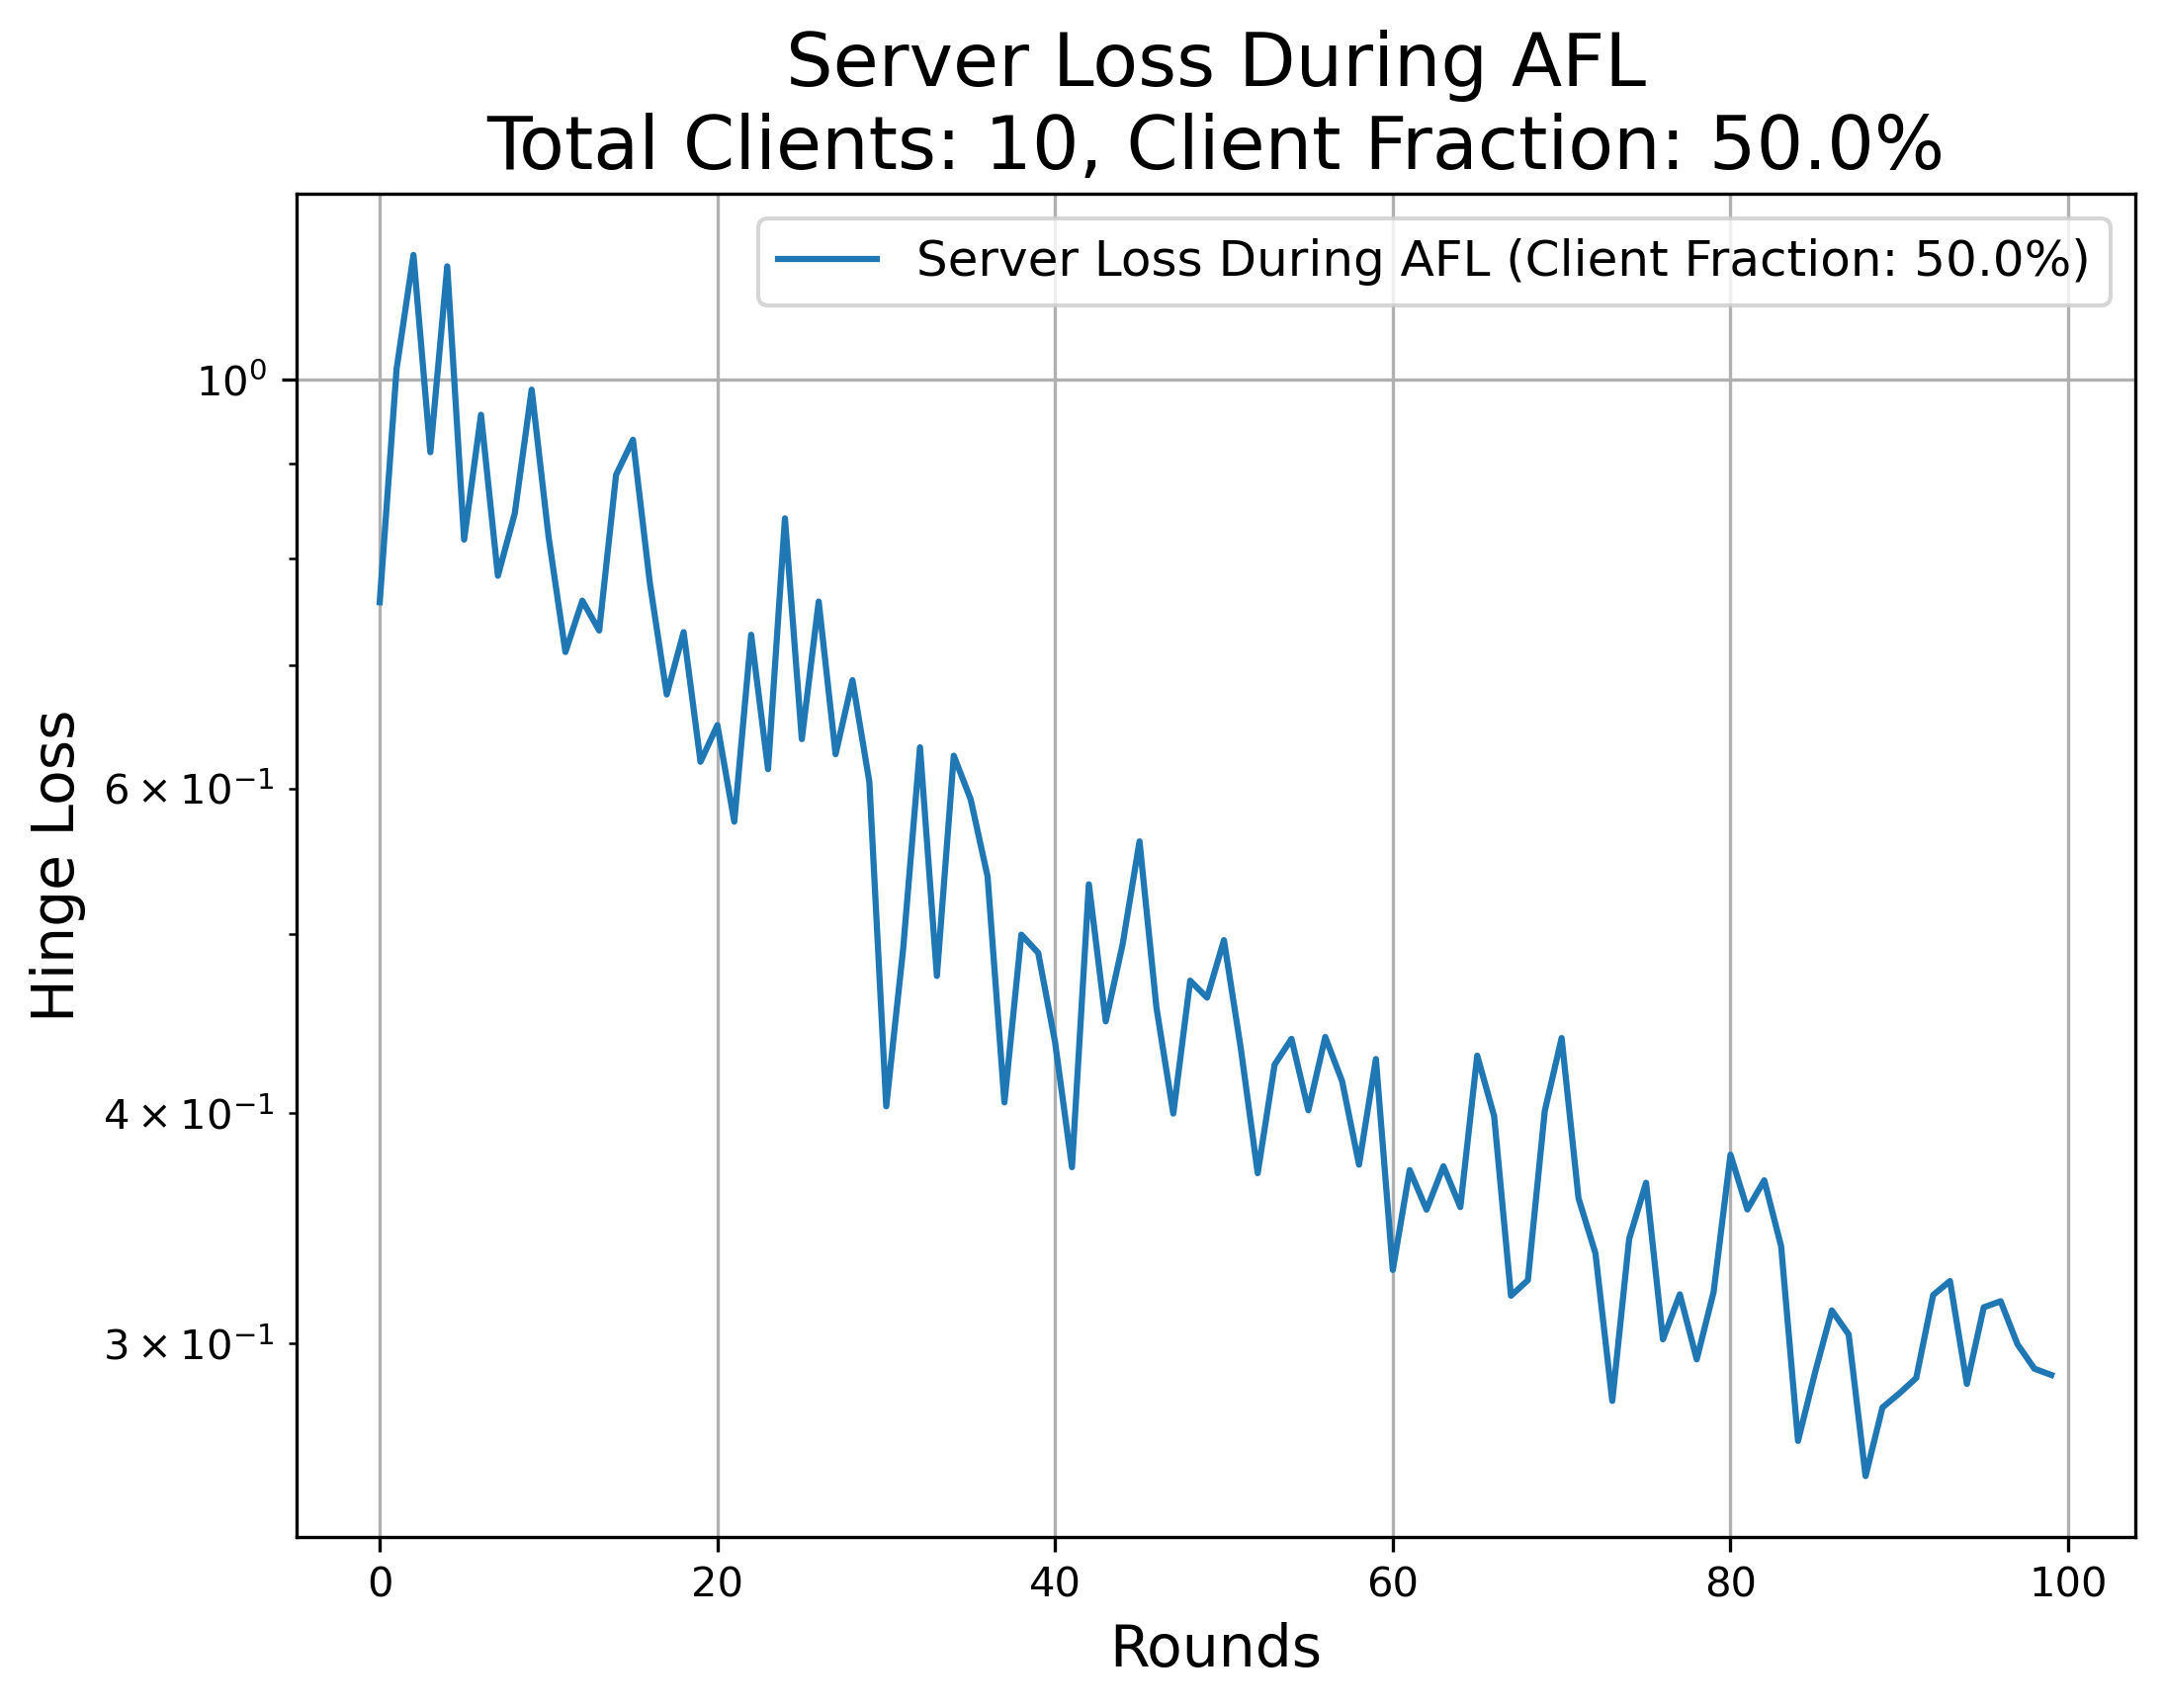 Server Loss During AFL
Total Clients: 10, Client Fraction: 50.0%
Server Loss During AFL (Client Fraction: 50.0%)
10⁰
6 × 10⁻¹
4 × 10⁻¹
3 × 10⁻¹
Hinge Loss
0 20 40 60 80 100
Rounds